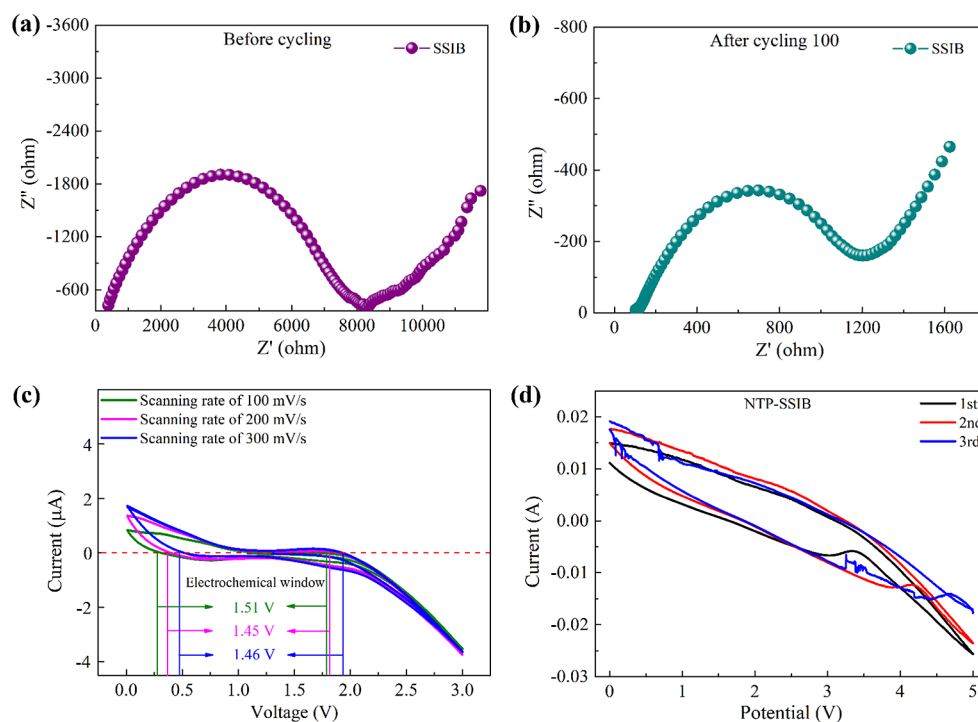 (a)
Before cycling
SSIB
-3600
-3000
-2400
-1800
-1200
-600
Z'' (ohm)
0 2000 4000 6000 8000 10000
Z' (ohm)
(b)
After cycling 100
SSIB
-800
-600
-400
-200
0
Z'' (ohm)
0 400 800 1200 1600
Z' (ohm)
(c)
Scanning rate of 100 mV/s
Scanning rate of 200 mV/s
Scanning rate of 300 mV/s
4
2
0
-2
-4
Current (μA)
Electrochemical window
1.51 V
1.45 V
1.46 V
0.0 0.5 1.0 1.5 2.0 2.5 3.0
Voltage (V)
(d)
NTP-SSIB
1st
2nd
3rd
0.02
0.01
0.00
-0.01
-0.02
-0.03
Current (A)
0 1 2 3 4 5
Potential (V)